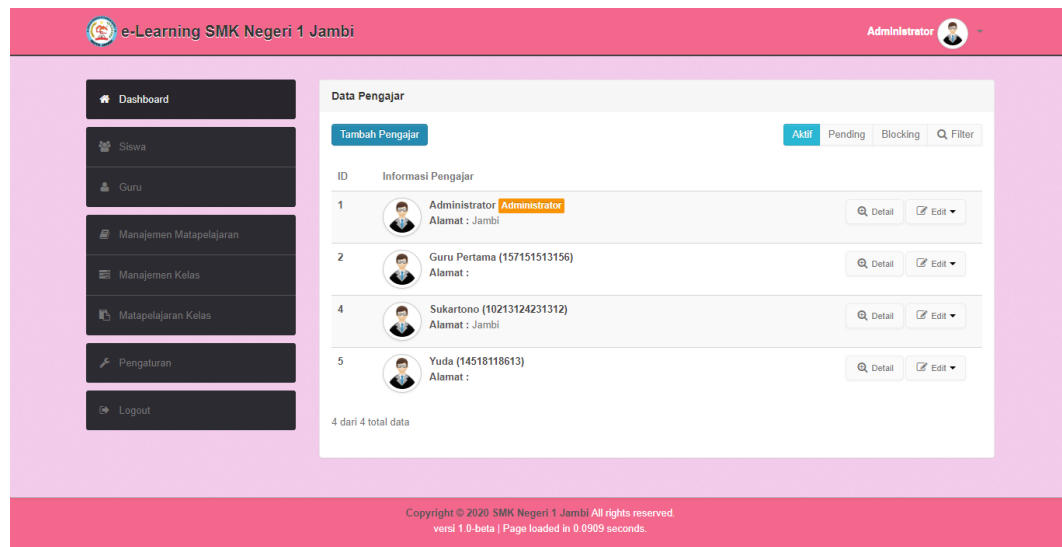 e-Learning SMK Negeri 1 Jambi
Administrator
Dashboard
Siswa
Guru
Manajemen Matapelajaran
Manajemen Kelas
Matapelajaran Kelas
Pengaturan
Logout
Data Pengajar
Tambah Pengajar
Aktif Pending Blocking Filter
ID Informasi Pengajar
1 Administrator Administrator
Alamat : Jambi
Detail Edit
2 Guru Pertama (157151513156)
Alamat :
Detail Edit
4 Sukartono (10213124231312)
Alamat : Jambi
Detail Edit
5 Yuda (14518118613)
Alamat :
Detail Edit
4 dari 4 total data
Copyright © 2020 SMK Negeri 1 Jambi All rights reserved.
versi 1.0-beta | Page loaded in 0.0909 seconds.